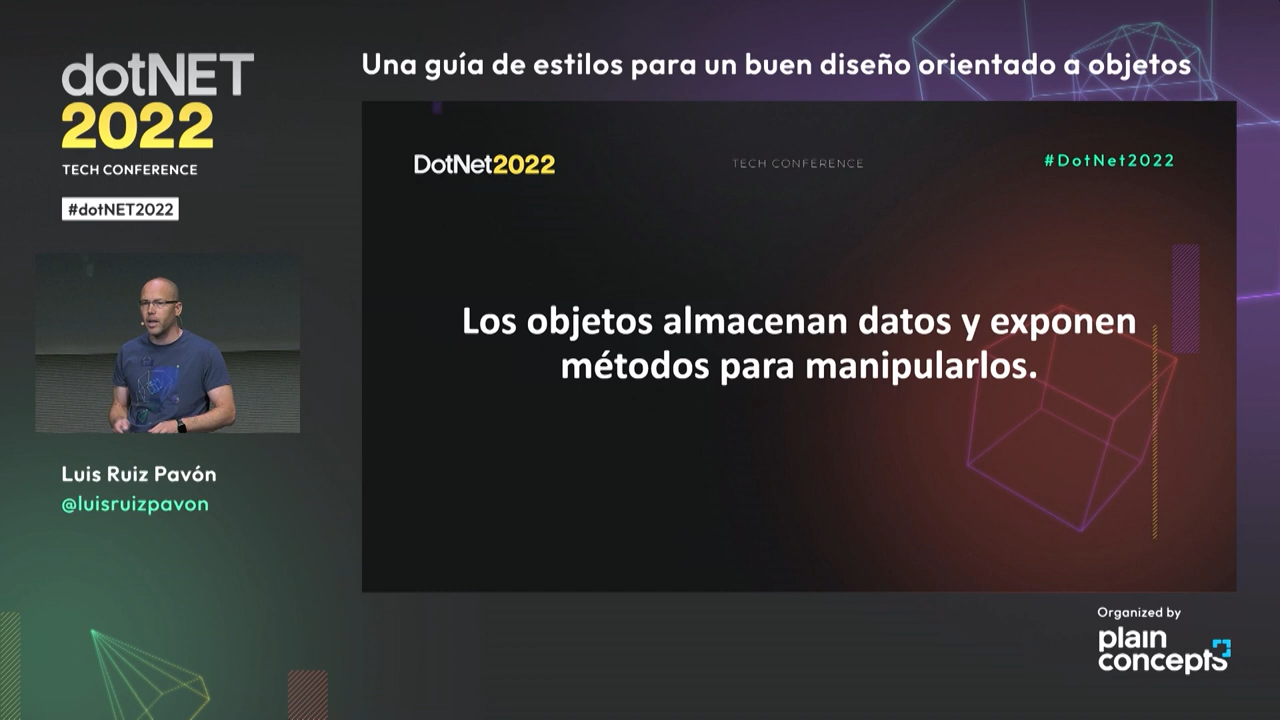 dotNET
2022
TECH CONFERENCE
#dotNET2022
Luis Ruiz Pavón
@luisruizpavon
Una guía de estilos para un buen diseño orientado a objetos
DotNet2022
TECH CONFERENCE
#DotNet2022
Los objetos almacenan datos y exponen
métodos para manipularlos.
Organized by
plain
concepts